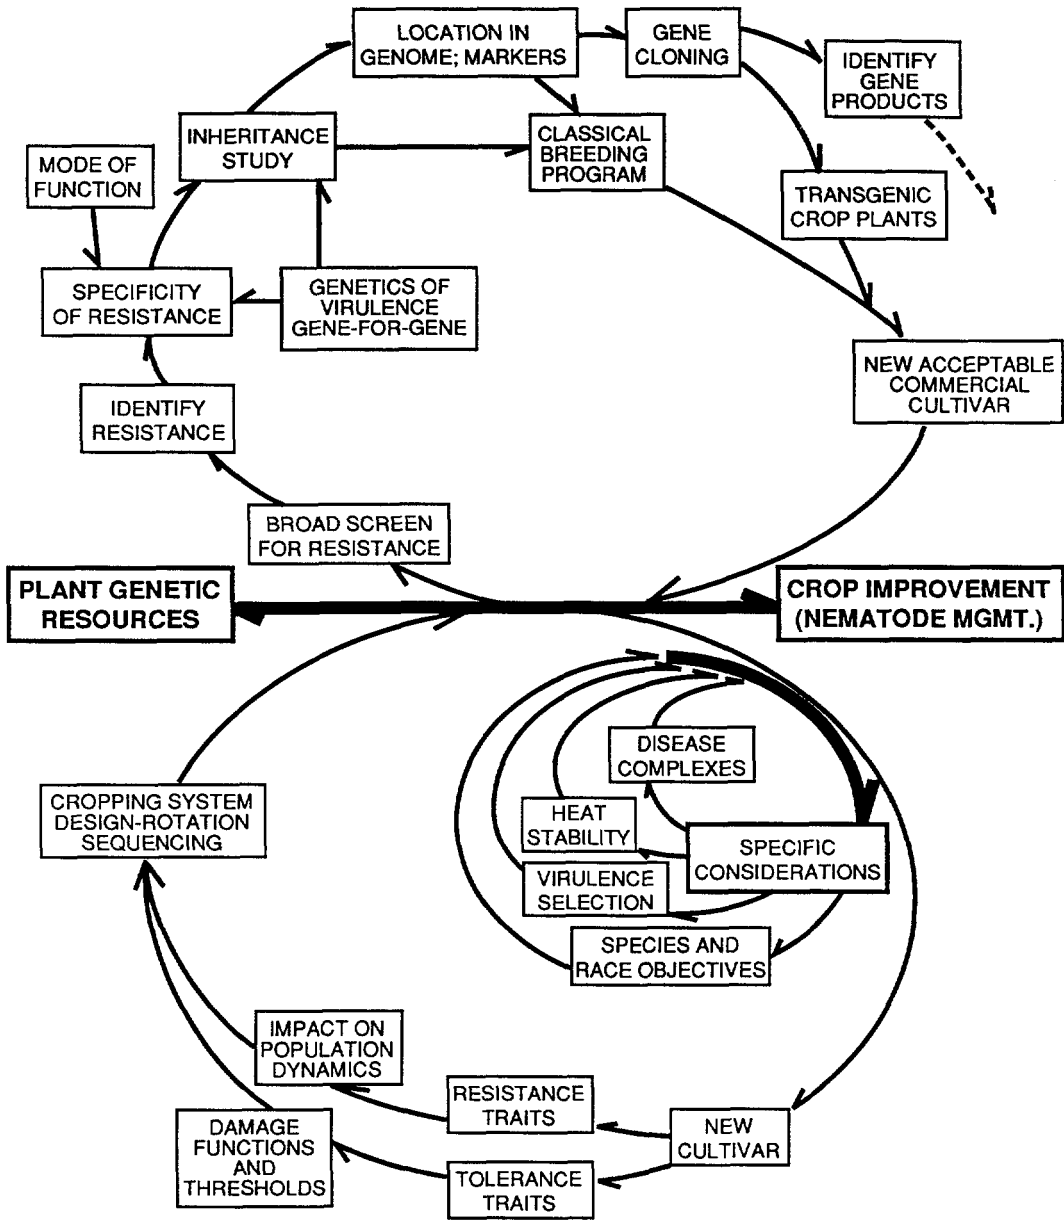 LOCATION IN
GENOME; MARKERS
GENE
CLONING
IDENTIFY
GENE
PRODUCTS
INHERITANCE
STUDY
CLASSICAL
BREEDING
PROGRAM
MODE OF
FUNCTION
TRANSGENIC
CROP PLANTS
SPECIFICITY
OF RESISTANCE
GENETICS OF
VIRULENCE
GENE-FOR-GENE
NEW ACCEPTABLE
COMMERCIAL
CULTIVAR
IDENTIFY
RESISTANCE
BROAD SCREEN
FOR RESISTANCE
PLANT GENETIC
RESOURCES
CROP IMPROVEMENT
(NEMATODE MGMT.)
DISEASE
COMPLEXES
CROPPING SYSTEM
DESIGN-ROTATION
SEQUENCING
HEAT
STABILITY
SPECIFIC
CONSIDERATIONS
VIRULENCE
SELECTION
SPECIES AND
RACE OBJECTIVES
IMPACT ON
POPULATION
DYNAMICS
RESISTANCE
TRAITS
NEW
CULTIVAR
DAMAGE
FUNCTIONS
AND
THRESHOLDS
TOLERANCE
TRAITS